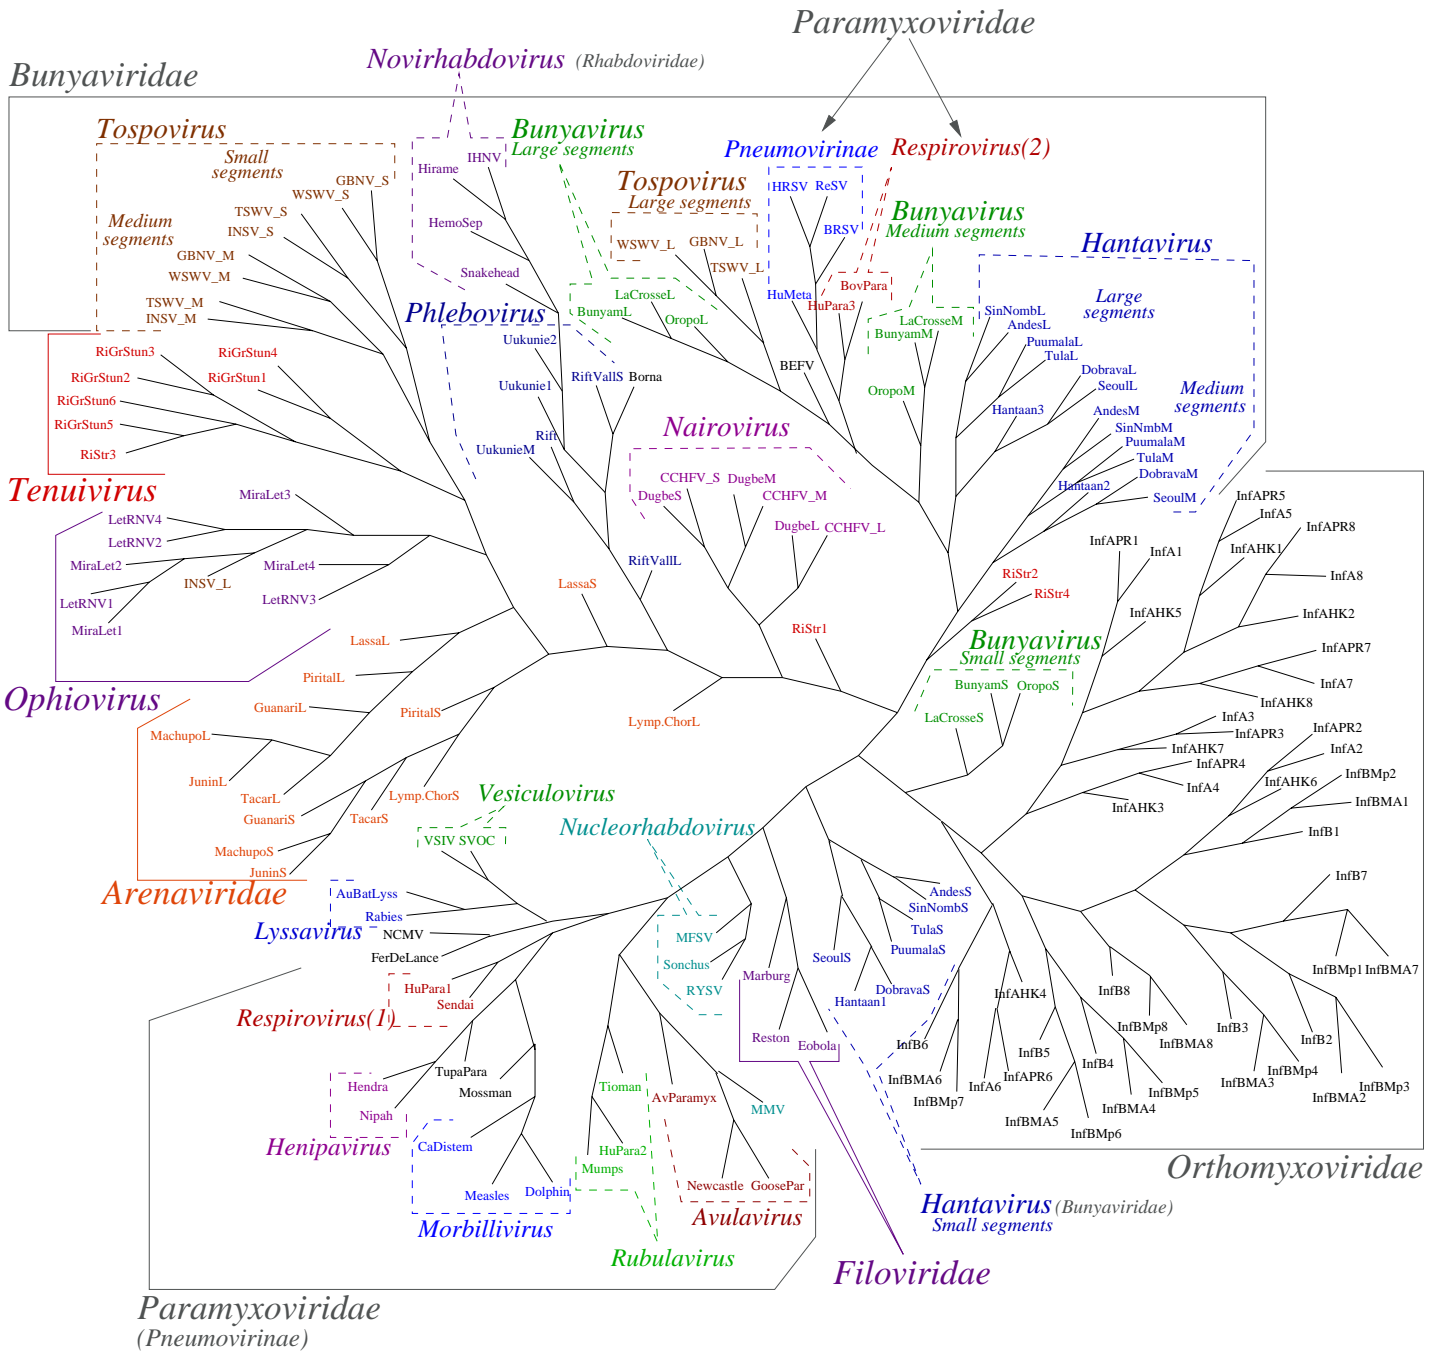 Paramyxoviridae
Bunyaviridae
Novirhabdovirus (Rhabdoviridae)
Tospovirus
Small
segments
Medium
segments
GBNV_S
WSWV_S
TSWV_S
INSV_S
GBNV_M
WSWV_M
TSWV_M
INSV_M
IHNV
Hirame
HemoSep
Snakehead
Bunyavirus
Large segments
Tospovirus
Large segments
WSWV_L
GBNV_L
TSWV_L
Pneumovirinae
HRSV
ReSV
BRSV
HuMeta
Respirovirus(2)
BovPara
HuPara3
Bunyavirus
Medium segments
LaCrosseM
BunyamM
OropoM
Hantavirus
Large
segments
SinNombL
AndesL
PuumalaL
TulaL
DobravaL
SeoulL
Hantaan3
Medium
segments
AndesM
SinNmbM
PuumalaM
TulaM
DobravaM
Hantaan2
SeoulM
LaCrosseL
BunyamL
OropoL
BEFV
Phlebovirus
Uukunie2
Uukunie1
RiftVallS
Borna
Rift
UukunieM
RiftVallL
RiGrStun3
RiGrStun4
RiGrStun2
RiGrStun1
RiGrStun6
RiGrStun5
RiStr3
Tenuivirus
Nairovirus
CCHFV_S
DugbeM
DugbeS
CCHFV_M
DugbeL
CCHFV_L
MiraLet3
LetRNV4
LetRNV2
MiraLet2
MiraLet4
INSV_L
LetRNV1
LetRNV3
MiraLet1
Ophiovirus
LassaS
LassaL
PiritalL
GuanariL
PiritalS
MachupoL
JuninL
TacarL
Lymp.ChorS
GuanariS
TacarS
MachupoS
JuninS
Arenaviridae
Lymp.ChorL
RiStr1
RiStr2
RiStr4
Bunyavirus
Small segments
BunyamS
OropoS
LaCrosseS
InfAPR5
InfA5
InfAPR8
InfAPR1
InfA1
InfAHK1
InfA8
InfAHK5
InfAHK2
InfAPR7
InfA7
InfAHK8
InfA3
InfAPR3
InfAPR2
InfAHK7
InfA2
InfAPR4
InfAHK6
InfBMp2
InfA4
InfAHK3
InfBMA1
InfB1
InfB7
InfBMp1
InfBMA7
Vesiculovirus
VSIV
SVOC
Nucleorhabdovirus
AuBatLyss
Rabies
Lyssavirus
NCMV
FerDeLance
MFSV
Sonchus
RYSV
HuPara1
Sendai
Respirovirus(1)
Marburg
Reston
Eobola
AndesS
SinNombS
TulaS
PuumalaS
SeoulS
DobravaS
Hantaan1
InfAHK4
InfB8
InfB6
InfBMp8
InfBMA8
InfB5
InfB3
InfB2
InfB4
InfBMA6
InfA6
InfAPR6
InfBMp7
InfBMp5
InfBMA3
InfBMp4
InfBMp3
InfBMA2
InfBMA4
InfBMA5
InfBMp6
TupaPara
Mossman
Hendra
Nipah
Henipavirus
CaDistem
Measles
Dolphin
Morbillivirus
Tioman
HuPara2
Mumps
Rubulavirus
AvParamyx
MMV
Newcastle
GoosePar
Avulavirus
Hantavirus (Bunyaviridae)
Small segments
Orthomyxoviridae
Filoviridae
Paramyxoviridae
(Pneumovirinae)